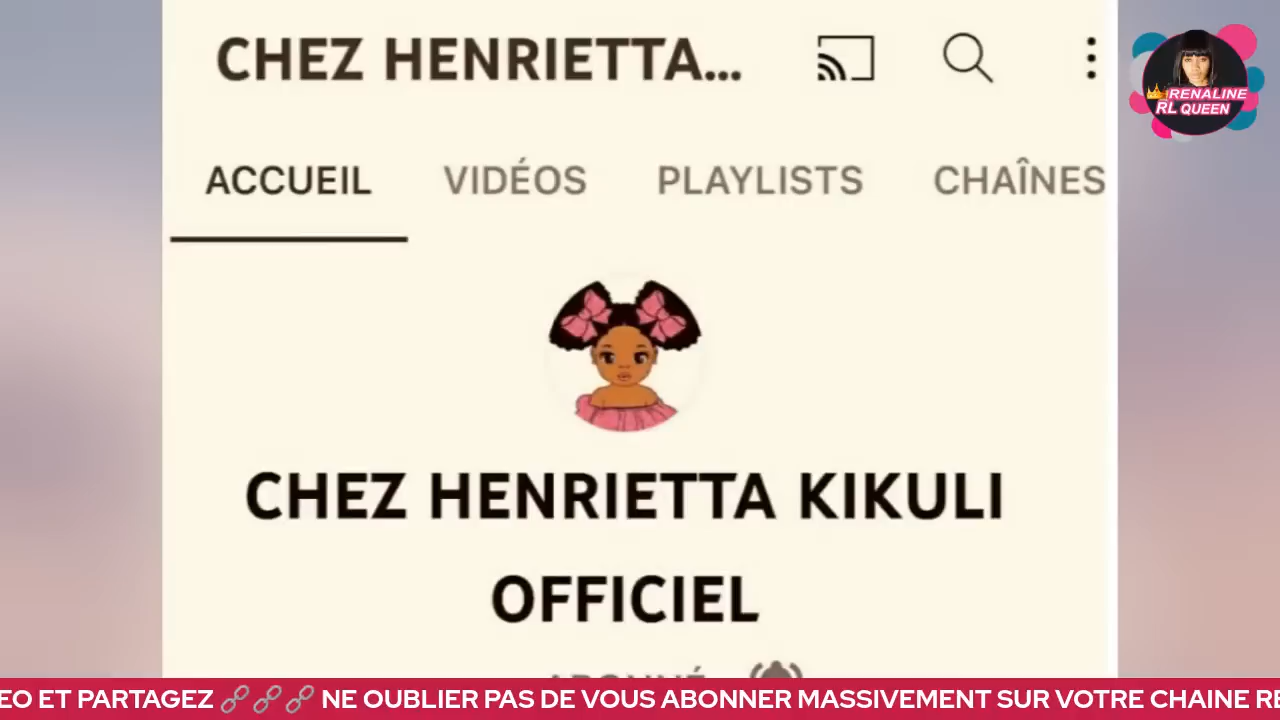 CHEZ HENRIETTA...
ACCUEIL VIDÉOS PLAYLISTS CHAÎNES
RENALINE
RL QUEEN
CHEZ HENRIETTA KIKULI
OFFICIEL
ABONNÉ
EO ET PARTAGEZ 🔗🔗🔗 NE OUBLIER PAS DE VOUS ABONNER MASSIVEMENT SUR VOTRE CHAINE RE